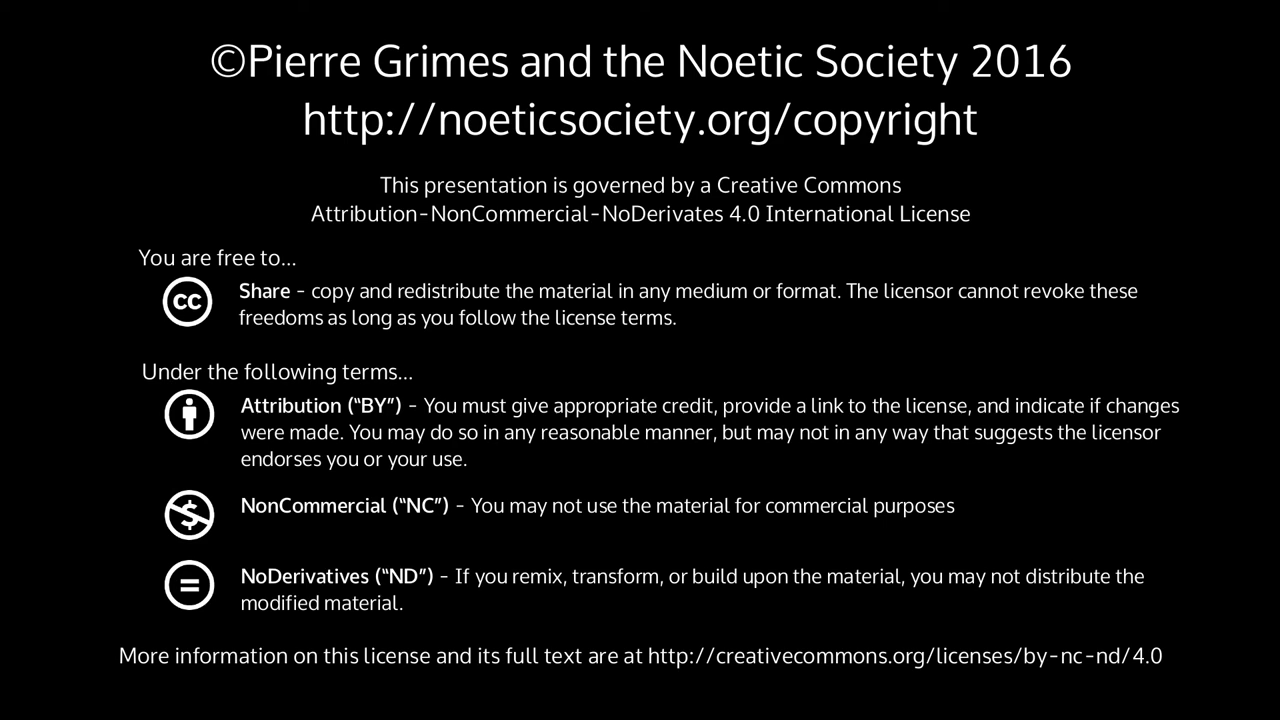 ©Pierre Grimes and the Noetic Society 2016
http://noeticsociety.org/copyright
This presentation is governed by a Creative Commons
Attribution-NonCommercial-NoDerivates 4.0 International License
You are free to...
cc
Share - copy and redistribute the material in any medium or format. The licensor cannot revoke these
freedoms as long as you follow the license terms.
Under the following terms...
Attribution (“BY”) - You must give appropriate credit, provide a link to the license, and indicate if changes
were made. You may do so in any reasonable manner, but may not in any way that suggests the licensor
endorses you or your use.
$
NonCommercial (“NC”) - You may not use the material for commercial purposes
=
NoDerivatives (“ND”) - If you remix, transform, or build upon the material, you may not distribute the
modified material.
More information on this license and its full text are at http://creativecommons.org/licenses/by-nc-nd/4.0